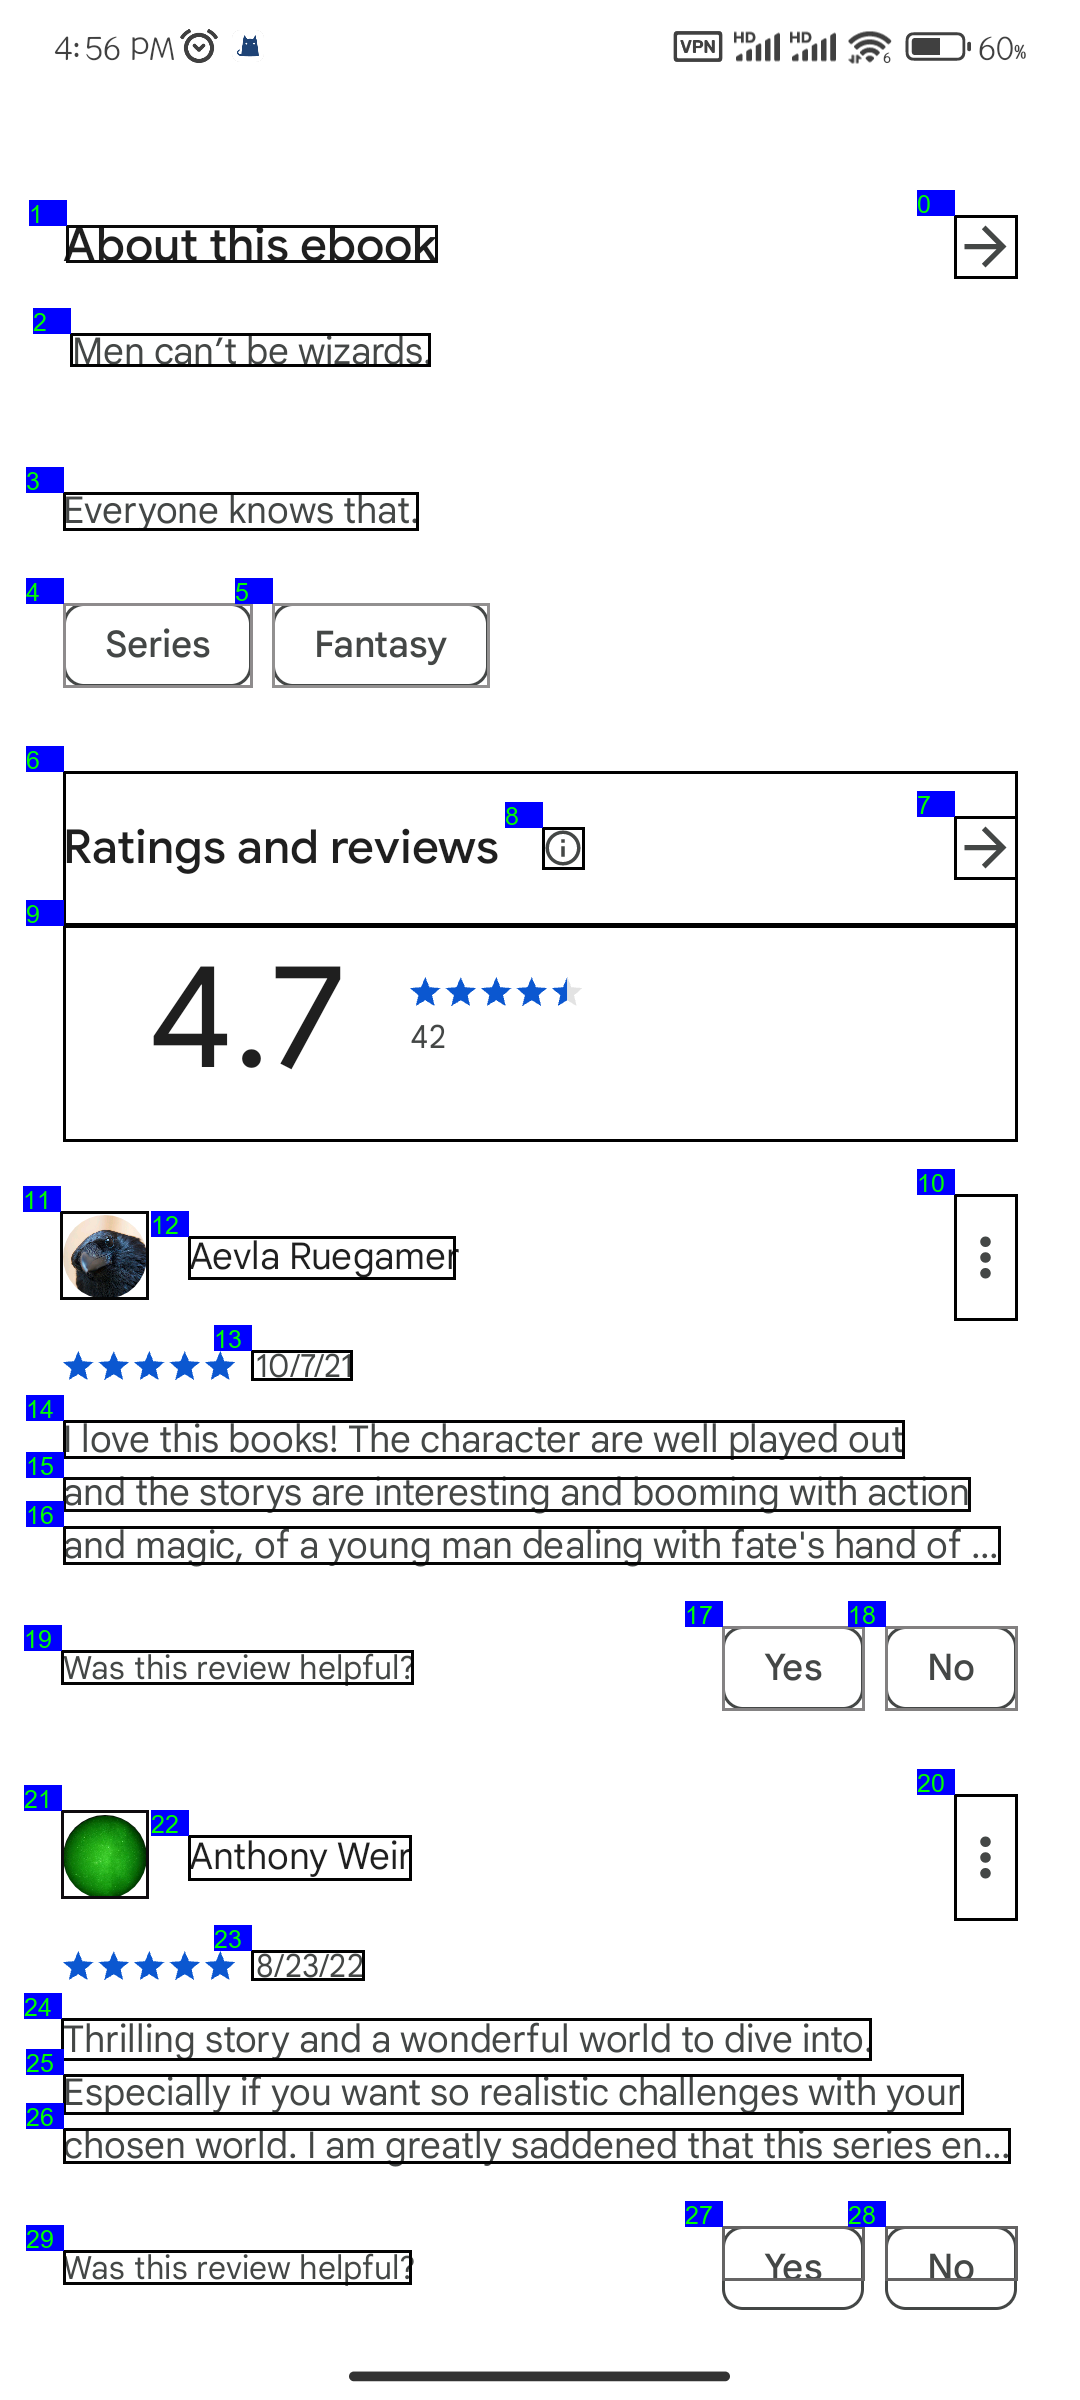 4:56 PM VPN HD HD 6 60%
0
1
About this ebook
2
Men can't be wizards.
3
Everyone knows that.
4 5
Series Fantasy
6
7
8
Ratings and reviews
9
4.7
42
10
11
12
Aevla Ruegamer
13
10/7/21
14
I love this books! The character are well played out
15
and the storys are interesting and booming with action
16
and magic, of a young man dealing with fate's hand of ...
17 18
19
Was this review helpful? Yes No
20
21
22
Anthony Weir
23
8/23/22
24
Thrilling story and a wonderful world to dive into.
25
Especially if you want so realistic challenges with your
26
chosen world. I am greatly saddened that this series en...
27 28
29
Was this review helpful? Yes No